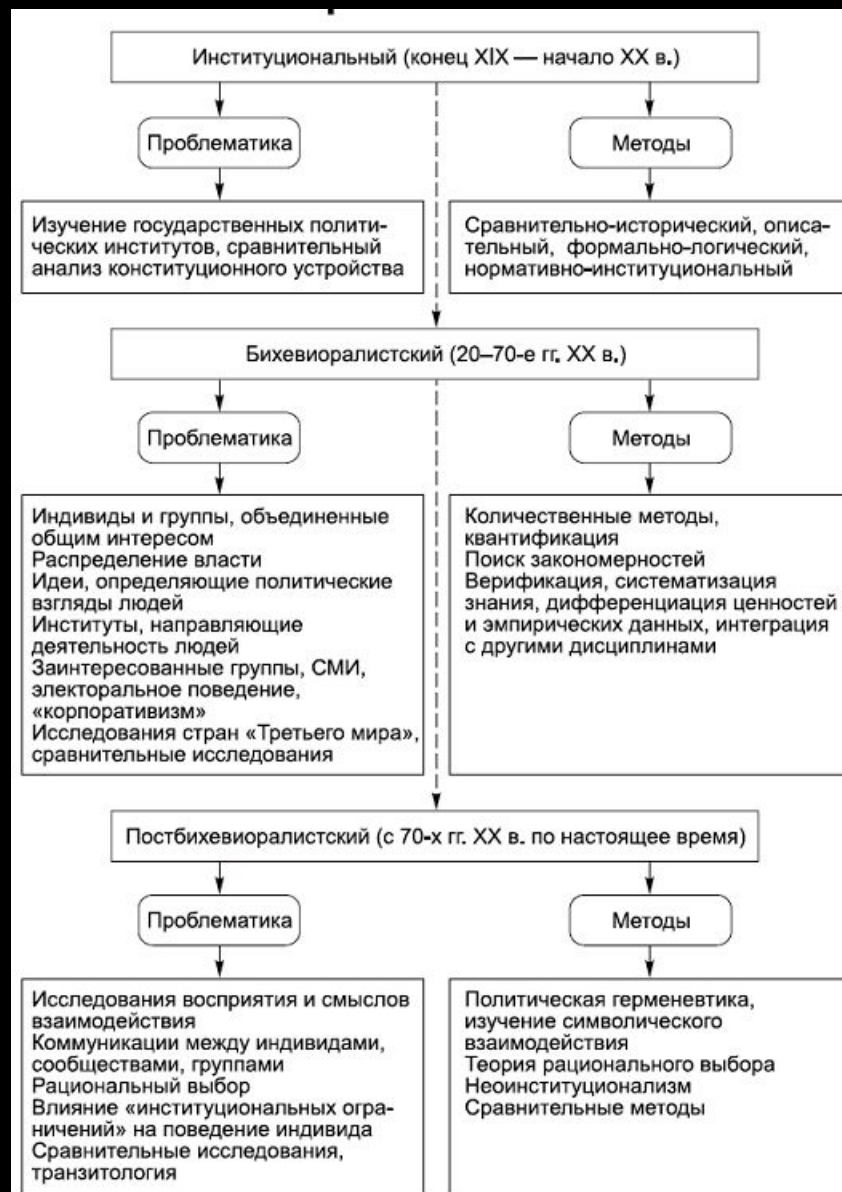 Институциональный (конец XIX — начало XX в.)
Проблематика
Методы
Изучение государственных полити-
ческих институтов, сравнительный
анализ конституционного устройства
Сравнительно-исторический, описа-
тельный, формально-логический,
нормативно-институциональный
Бихевиоралистский (20–70-е гг. XX в.)
Проблематика
Методы
Индивиды и группы, объединенные
общим интересом
Распределение власти
Идеи, определяющие политические
взгляды людей
Институты, направляющие
деятельность людей
Заинтересованные группы, СМИ,
электоральное поведение,
«корпоративизм»
Исследования стран «Третьего мира»,
сравнительные исследования
Количественные методы,
квантификация
Поиск закономерностей
Верификация, систематизация
знания, дифференциация ценностей
и эмпирических данных, интеграция
с другими дисциплинами
Постбихевиоралистский (с 70-х гг. XX в. по настоящее время)
Проблематика
Методы
Исследования восприятия и смыслов
взаимодействия
Коммуникации между индивидами,
сообществами, группами
Рациональный выбор
Влияние «институциональных огра-
ничений» на поведение индивида
Сравнительные исследования,
транзитология
Политическая герменевтика,
изучение символического
взаимодействия
Теория рационального выбора
Неоинституционализм
Сравнительные методы